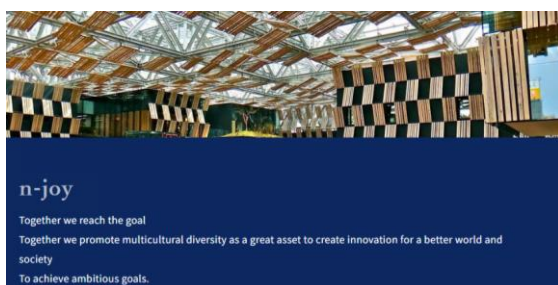 n-joy
Together we reach the goal
Together we promote multicultural diversity as a great asset to create innovation for a better world and
society
To achieve ambitious goals.